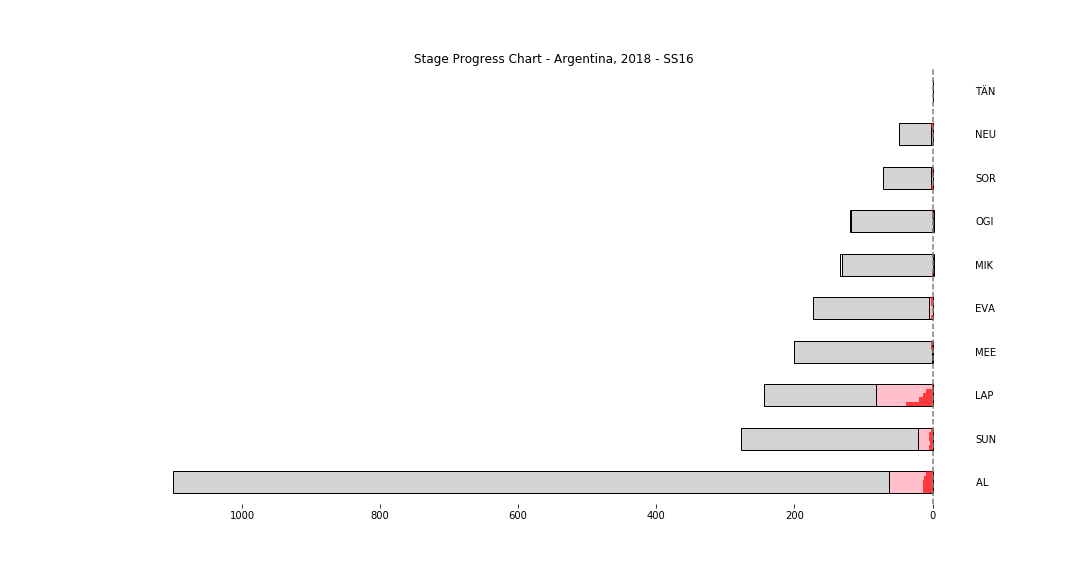 Stage Progress Chart - Argentina, 2018 - SS16
TÄN
NEU
SOR
OGI
MIK
EVA
MEE
LAP
SUN
AL
1000 800 600 400 200 0